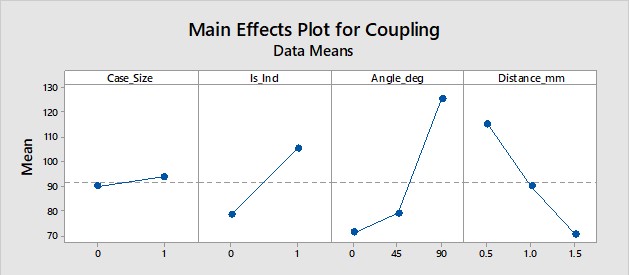 Main Effects Plot for Coupling
Data Means
Case_Size Is_Ind Angle_deg Distance_mm
130
120
110
100
90
80
70
Mean
0 1 0 1 0 45 90 0.5 1.0 1.5